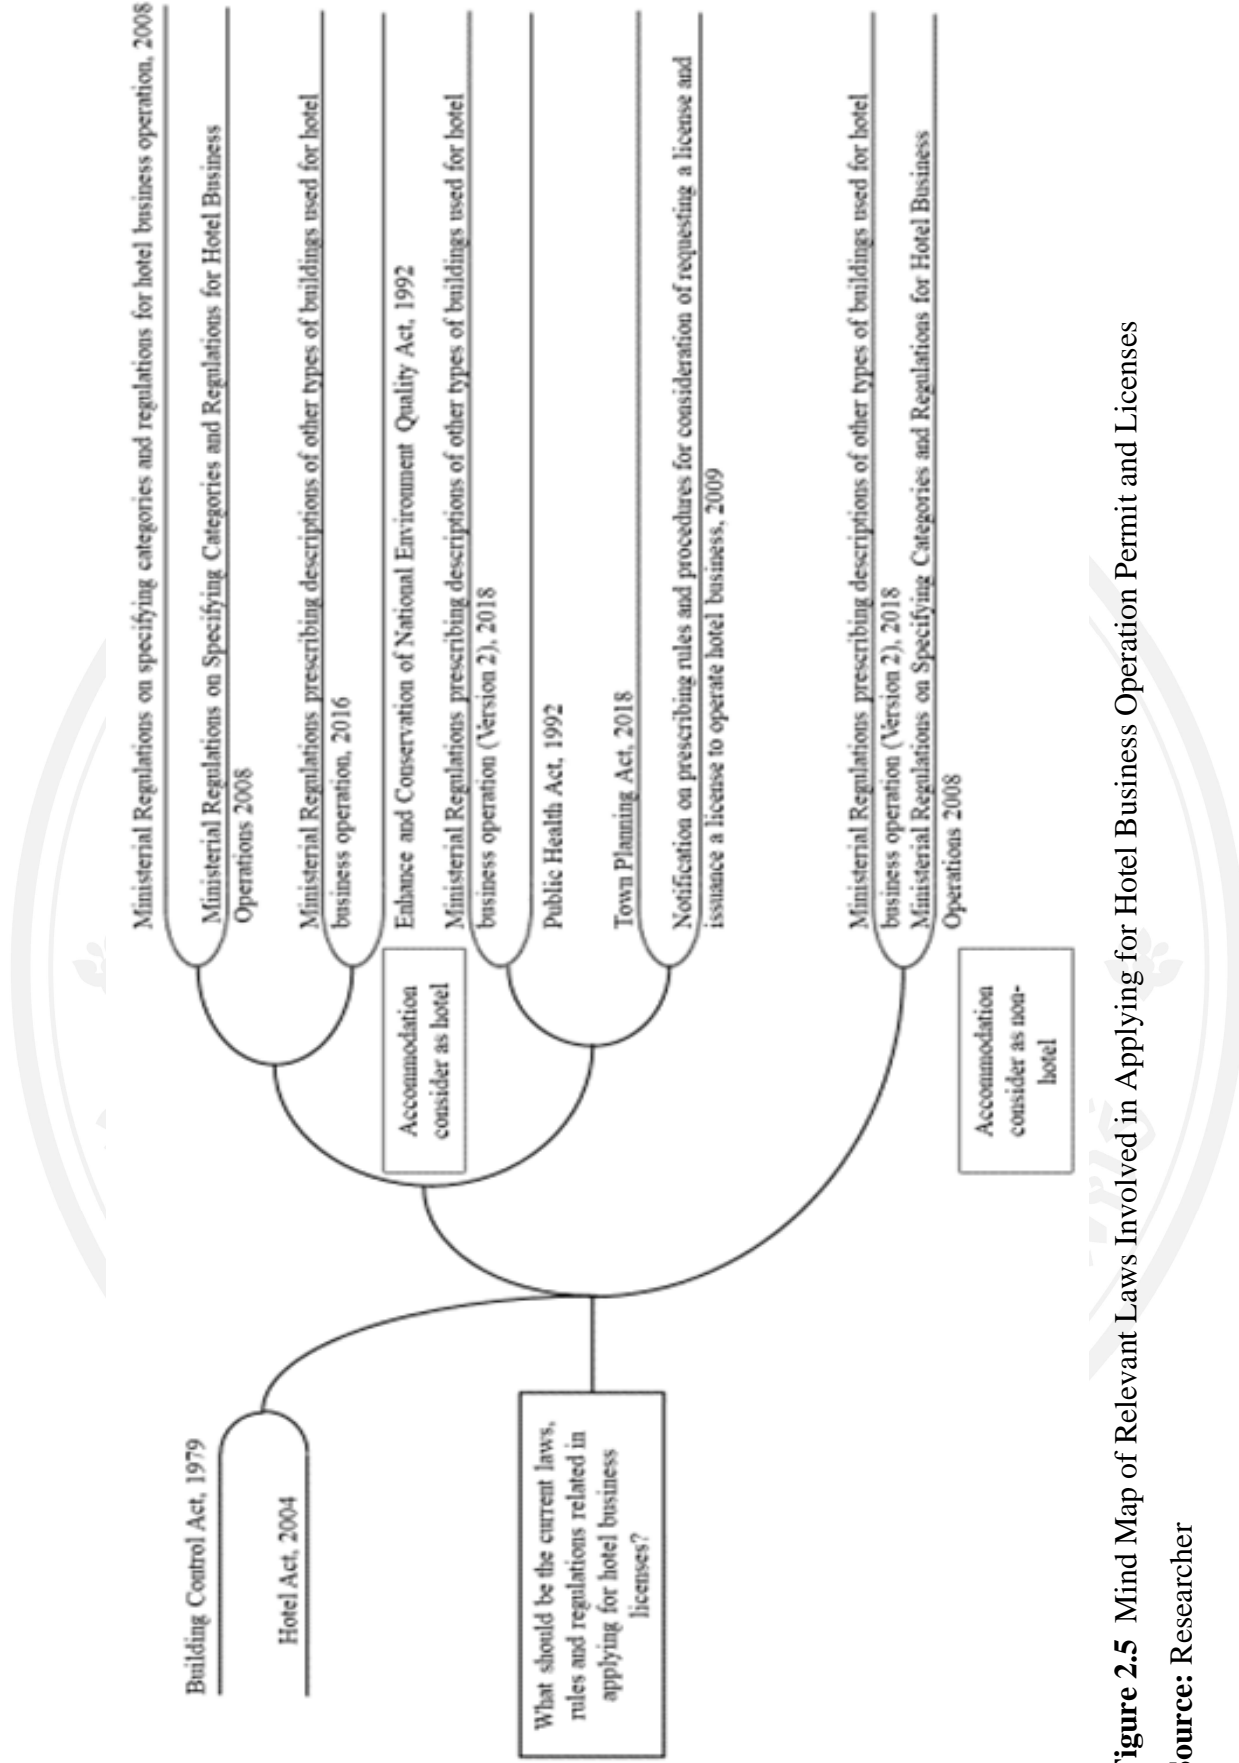 Building Control Act, 1979
Hotel Act, 2004
What should be the current laws,
rules and regulations related in
applying for hotel business
licenses?
Ministerial Regulations on specifying categories and regulations for hotel business operation, 2008
Ministerial Regulations on Specifying Categories and Regulations for Hotel Business
Operations 2008
Ministerial Regulations prescribing descriptions of other types of buildings used for hotel
business operation, 2016
Accommodation
consider as hotel
Enhance and Conservation of National Environment Quality Act, 1992
Ministerial Regulations prescribing descriptions of other types of buildings used for hotel
business operation (Version 2), 2018
Public Health Act, 1992
Town Planning Act, 2018
Notification on prescribing rules and procedures for consideration of requesting a license and
issuance a license to operate hotel business, 2009
Ministerial Regulations prescribing descriptions of other types of buildings used for hotel
business operation (Version 2), 2018
Ministerial Regulations on Specifying Categories and Regulations for Hotel Business
Operations 2008
Accommodation
consider as non-
hotel
igure 2.5 Mind Map of Relevant Laws Involved in Applying for Hotel Business Operation Permit and Licenses
ource: Researcher